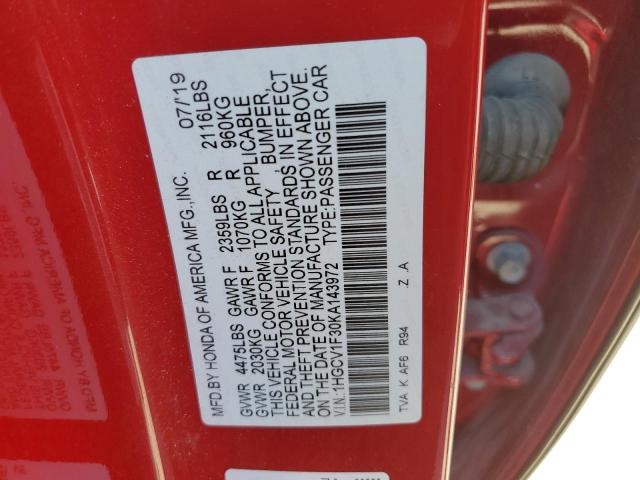 MFD.BY HONDA OF AMERICA MFG.,INC. 07/'19
GVWR 4475LBS GAWR F 2359LBS R 2116LBS
GVWR 2030KG GAWR F 1070KG R 960KG
THIS VEHICLE CONFORMS TO ALL APPLICABLE
FEDERAL MOTOR VEHICLE SAFETY , BUMPER,
AND THEFT PREVENTION STANDARDS IN EFFECT
ON THE DATE OF MANUFACTURE SHOWN ABOVE.
V.I.N.:1HGCV1F30KA143972 TYPE:PASSENGER CAR
TVA K AF6 R94 .Z .A